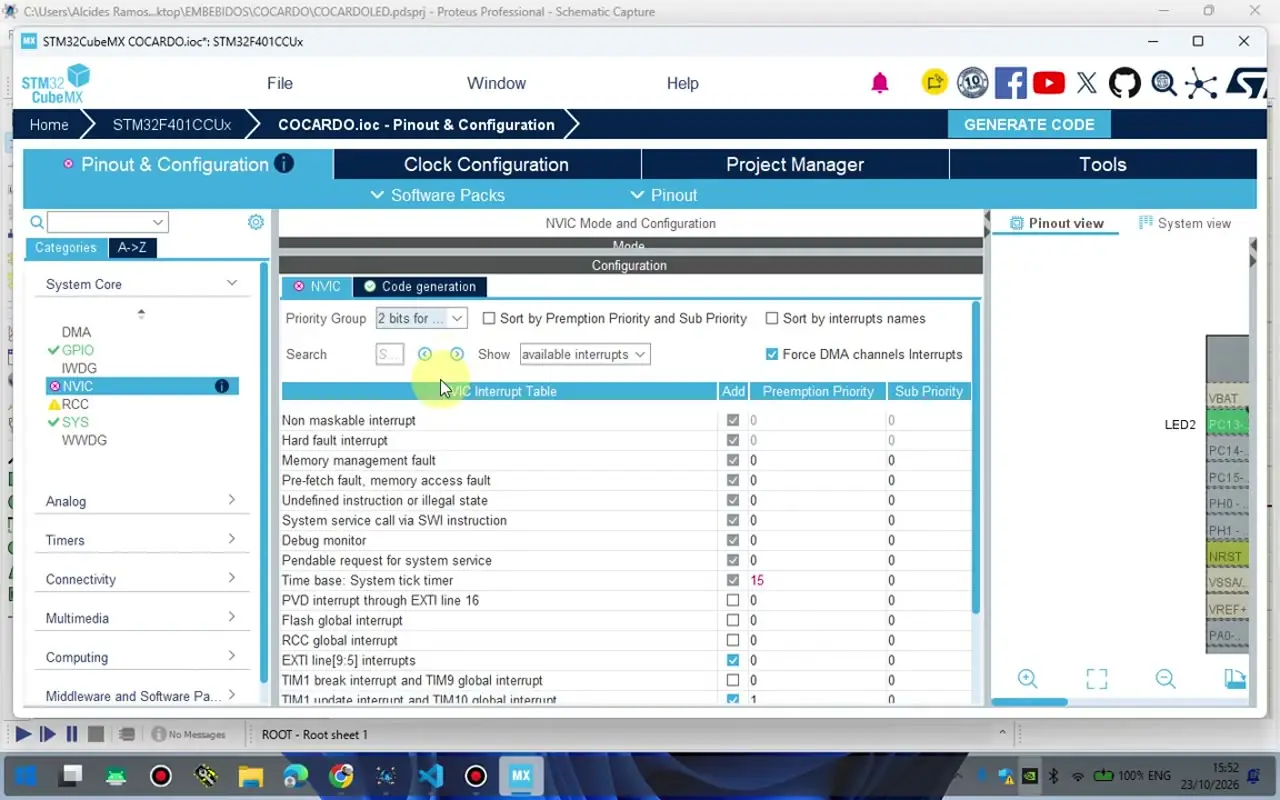 C:\Users\Alcides Ramos...ktop\EMBEBIDOS\COCARDO\COCARDOLED.pdsprj - Proteus Professional - Schematic Capture
MX STM32CubeMX COCARDO.ioc*: STM32F401CCUx
STM32 CubeMX
File Window Help
19
Home STM32F401CCUx COCARDO.ioc - Pinout & Configuration GENERATE CODE
Pinout & Configuration Clock Configuration Project Manager Tools
Software Packs Pinout
NVIC Mode and Configuration
Pinout view System view
Categories A->Z
Mode
Configuration
System Core
NVIC Code generation
Priority Group 2 bits for ... Sort by Premption Priority and Sub Priority Sort by interrupts names
DMA
GPIO
IWDG
NVIC
RCC
SYS
WWDG
Search S... Show available interrupts Force DMA channels Interrupts
Interrupt Table Add Preemption Priority Sub Priority
Non maskable interrupt 0 0
Hard fault interrupt 0 0
Memory management fault 0 0
Pre-fetch fault, memory access fault 0 0
Undefined instruction or illegal state 0 0
System service call via SWI instruction 0 0
Debug monitor 0 0
Pendable request for system service 0 0
Time base: System tick timer 15 0
PVD interrupt through EXTI line 16 0 0
Flash global interrupt 0 0
RCC global interrupt 0 0
EXTI line[9:5] interrupts 0 0
TIM1 break interrupt and TIM9 global interrupt 0 0
TIM1 update interrupt and TIM10 global interrupt 1 0
Analog
Timers
Connectivity
Multimedia
Computing
Middleware and Software Pa...
VBAT
LED2 PC13-..
PC14-..
PC15-..
PH0 -..
PH1 -..
NRST
VSSA/..
VREF+
PA0-..
No Messages ROOT - Root sheet 1
MX
100% ENG 15:52
23/10/2026